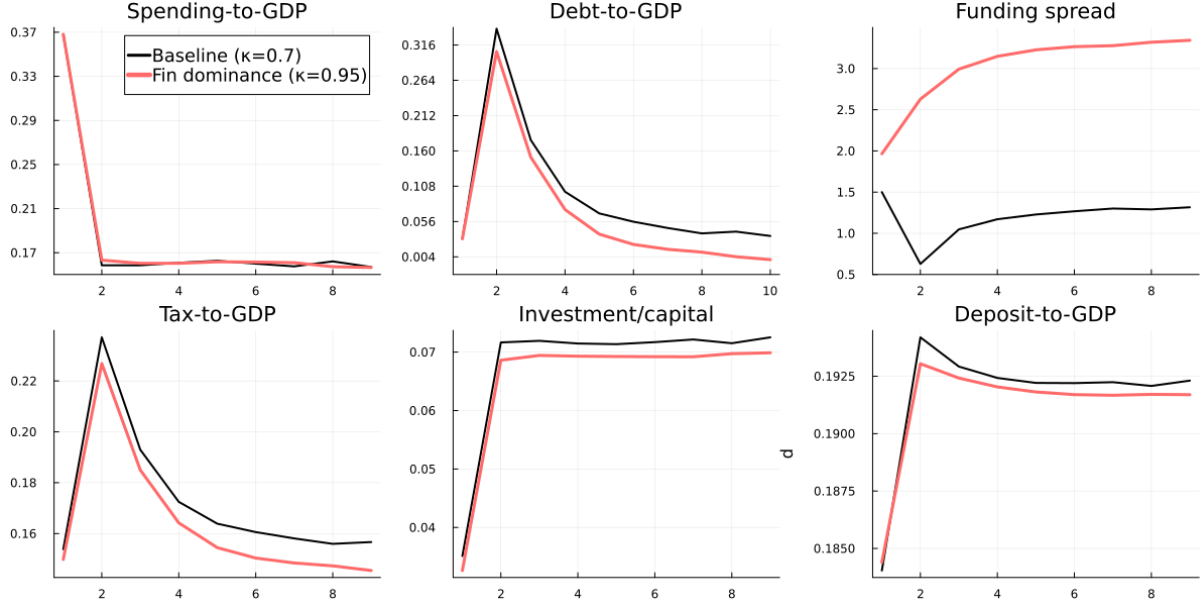 Spending-to-GDP
0.37
0.33
0.29
0.25
0.21
0.17
2 4 6 8
Baseline (κ=0.7)
Fin dominance (κ=0.95)
Debt-to-GDP
0.316
0.264
0.212
0.160
0.108
0.056
0.004
2 4 6 8 10
Funding spread
3.0
2.5
2.0
1.5
1.0
0.5
2 4 6 8
Tax-to-GDP
0.22
0.20
0.18
0.16
2 4 6 8
Investment/capital
0.07
0.06
0.05
0.04
2 4 6 8
Deposit-to-GDP
d
0.1925
0.1900
0.1875
0.1850
2 4 6 8